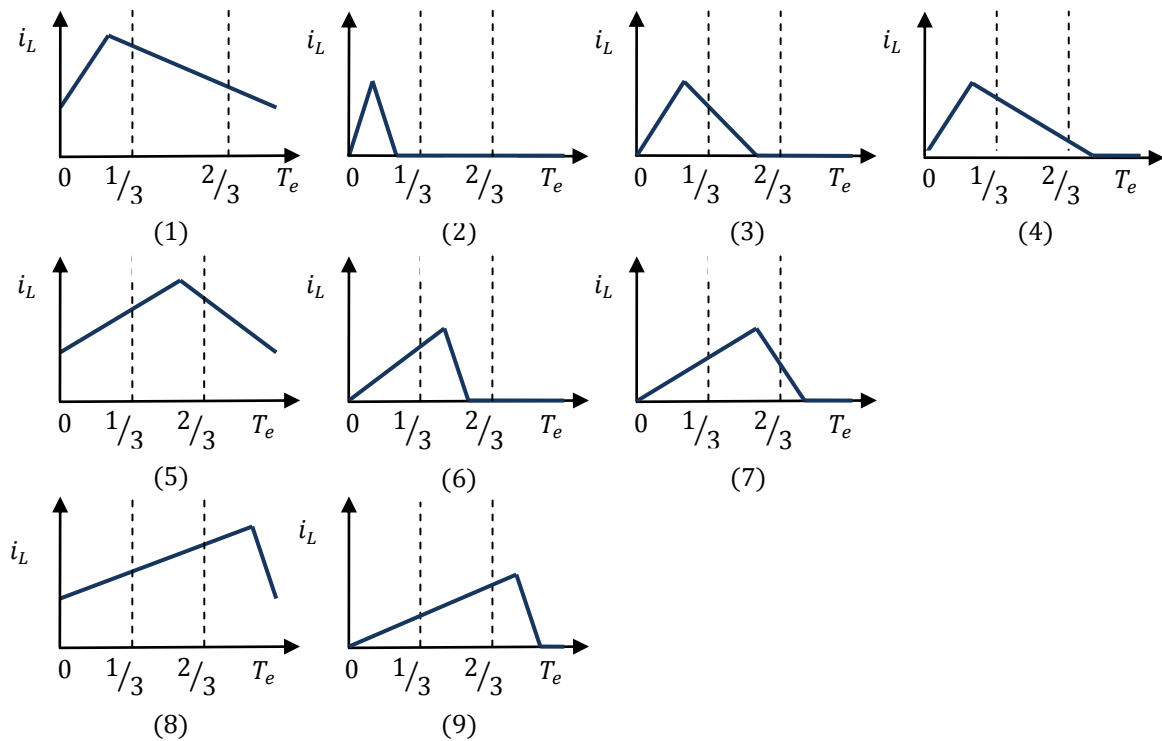 i_L i_L i_L i_L
0 1/3 2/3 T_e 0 1/3 2/3 T_e 0 1/3 2/3 T_e 0 1/3 2/3 T_e
(1) (2) (3) (4)
i_L i_L i_L
0 1/3 2/3 T_e 0 1/3 2/3 T_e 0 1/3 2/3 T_e
(5) (6) (7)
i_L i_L
0 1/3 2/3 T_e 0 1/3 2/3 T_e
(8) (9)